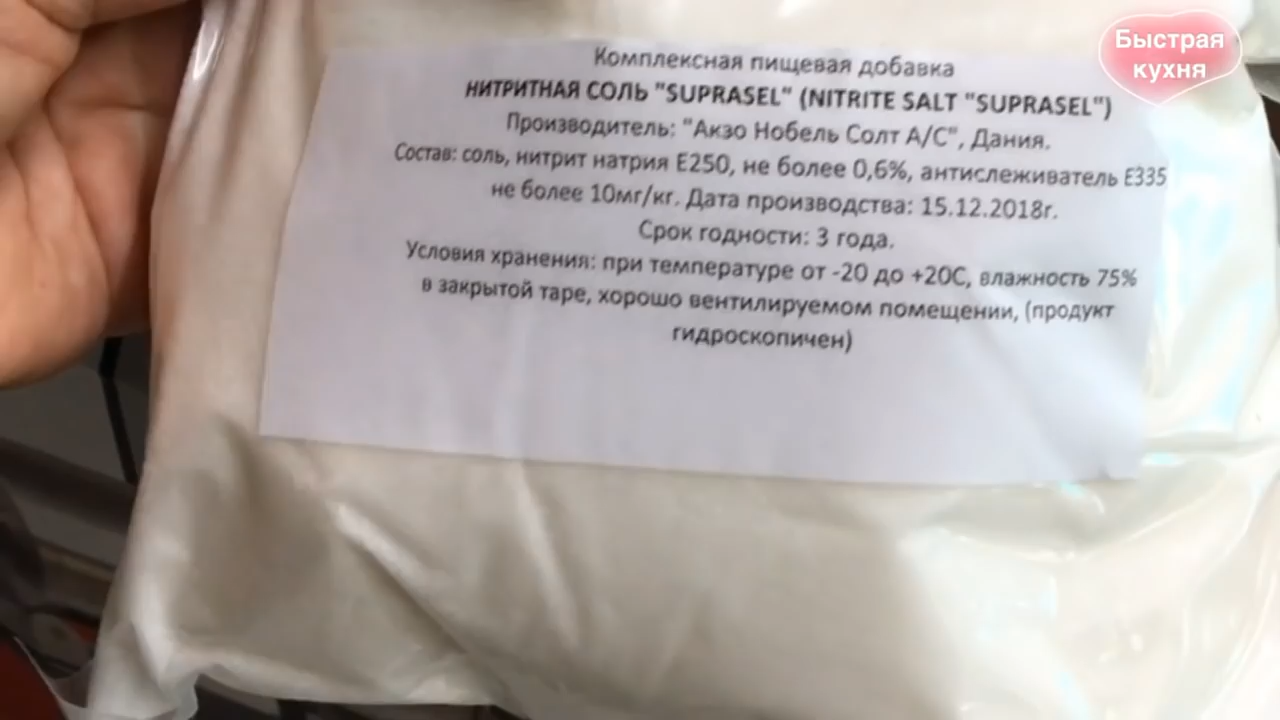 Быстрая
кухня
Комплексная пищевая добавка
НИТРИТНАЯ СОЛЬ "SUPRASEL" (NITRITE SALT "SUPRASEL")
Производитель: "Акзо Нобель Солт А/С", Дания.
Состав: соль, нитрит натрия Е250, не более 0,6%, антислеживатель Е335
не более 10мг/кг. Дата производства: 15.12.2018г.
Срок годности: 3 года.
Условия хранения: при температуре от -20 до +20С, влажность 75%
в закрытой таре, хорошо вентилируемом помещении, (продукт
гидроскопичен)